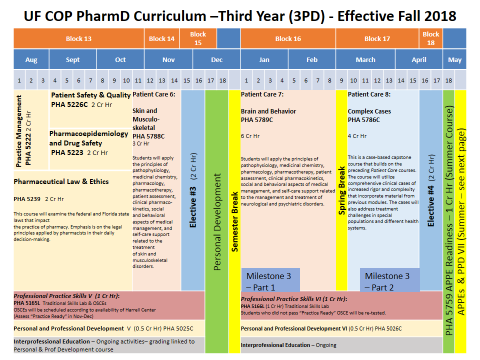 UF COP PharmD Curriculum –Third Year (3PD) - Effective Fall 2018
Block 13
Block 14
Block 15
Block 16
Block 17
Block 18
Aug
Sept
Oct
Nov
Dec
Jan
Feb
March
April
May
1 2 3 4 5 6 7 8 9 10 11 12 13 14 15 16 17 18
1 2 3 4 5 6 7 8 9 10 11 12 13 14 15 16 17 18
Practice Management
PHA 5222 2 Cr Hr
Patient Safety & Quality
PHA 5226C 2 Cr Hr
Pharmacoepidemiology
and Drug Safety
PHA 5223 2 Cr Hr
Pharmaceutical Law & Ethics
PHA 5239 2 Cr Hr
This course will examine the federal and Florida state
laws that impact
the practice of pharmacy. Emphasis is on the legal
principles applied by pharmacists in their daily
decision-making.
Patient Care 6:
Skin and
Musculo-
skeletal
PHA 5788C
3 Cr Hr
Students will apply
the principles of
pathophysiology,
medicinal chemistry,
pharmacology,
pharmacotherapy,
patient assessment,
clinical pharmaco-
kinetics, social
and behavioral
aspects of medical
management, and
self-care support
related to the
treatment
of skin and
musculoskeletal
disorders.
Elective #3 (2 Cr Hr)
Personal Development
Semester Break
Patient Care 7:
Brain and Behavior
PHA 5789C
6 Cr Hr
Students will apply the principles of
pathophysiology, medicinal chemistry,
pharmacology, pharmacotherapy, patient
assessment, clinical pharmacokinetics,
social and behavioral aspects of medical
management, and self-care support related
to the management and treatment of
neurological and psychiatric disorders.
Milestone 3
– Part 1
Spring Break
Patient Care 8:
Complex Cases
PHA 5786C
4 Cr Hr
This is a case-based capstone
course that builds on the
preceding Patient Care courses.
The course will utilize
comprehensive clinical cases of
increased rigor and complexity
that incorporate material from
previous modules. The cases will
also address treatment
challenges in special
populations and different health
systems.
Milestone 3
– Part 2
Elective #4 (2 Cr Hr)
PHA 5759 APPE Readiness – 1 Cr Hr (Summer Course)
APPEs & PPD VII (Summer – see next page)
Professional Practice Skills V (1 Cr Hr):
PHA 5165L Traditional Skills Lab & OSCEs
OSCEs will be scheduled according to availability of Harrell Center
(Assess "Practice Ready" in Nov-Dec)
Professional Practice Skills VI (1 Cr Hr):
PHA 5166L (1 Cr Hr) Traditional Skills Lab
Students who did not pass "Practice Ready" OSCE will be re-tested.
Personal and Professional Development V (0.5 Cr Hr) PHA 5025C
Personal and Professional Development VI (0.5 Cr Hr) PHA 5026C
Interprofessional Education – Ongoing activities– grading linked to
Personal & Prof Development course
Interprofessional Education – Ongoing